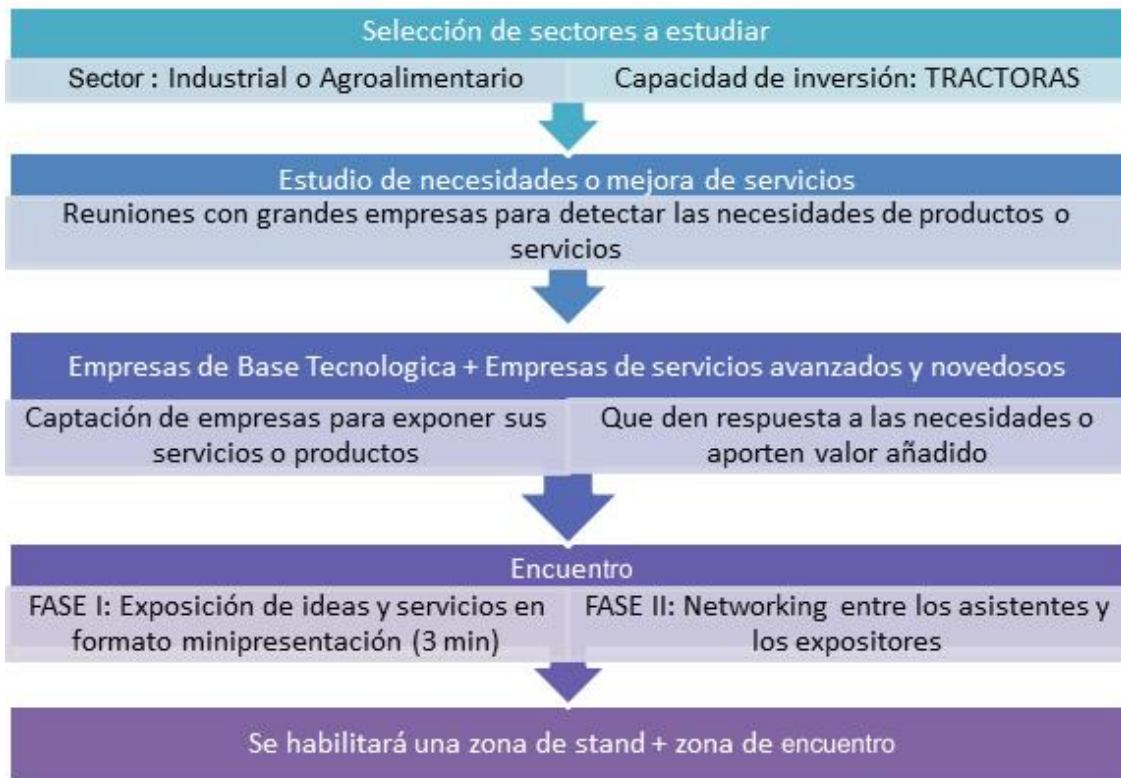 Selección de sectores a estudiar
Sector : Industrial o Agroalimentario
Capacidad de inversión: TRACTORAS
Estudio de necesidades o mejora de servicios
Reuniones con grandes empresas para detectar las necesidades de productos o
servicios
Empresas de Base Tecnologica + Empresas de servicios avanzados y novedosos
Captación de empresas para exponer sus
servicios o productos
Que den respuesta a las necesidades o
aporten valor añadido
Encuentro
FASE I: Exposición de ideas y servicios en
formato minipresentación (3 min)
FASE II: Networking entre los asistentes y
los expositores
Se habilitará una zona de stand + zona de encuentro